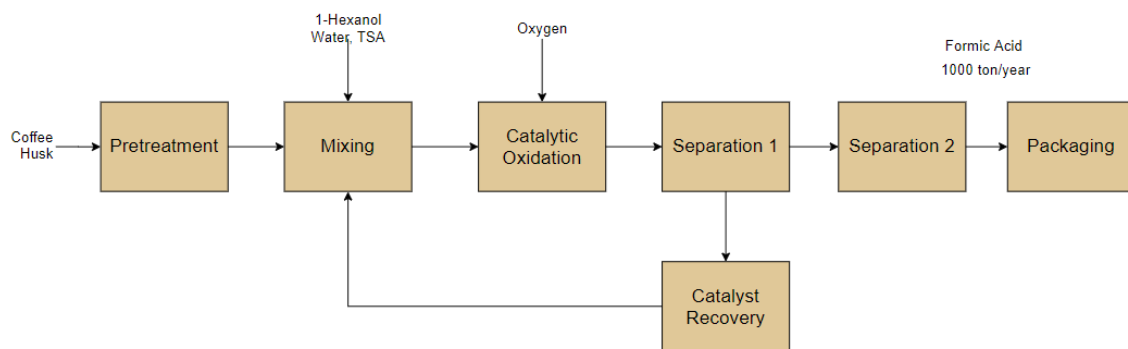 1-Hexanol
Water, TSA
Oxygen
Formic Acid
1000 ton/year
Coffee
Husk
Pretreatment
Mixing
Catalytic
Oxidation
Separation 1
Separation 2
Packaging
Catalyst
Recovery